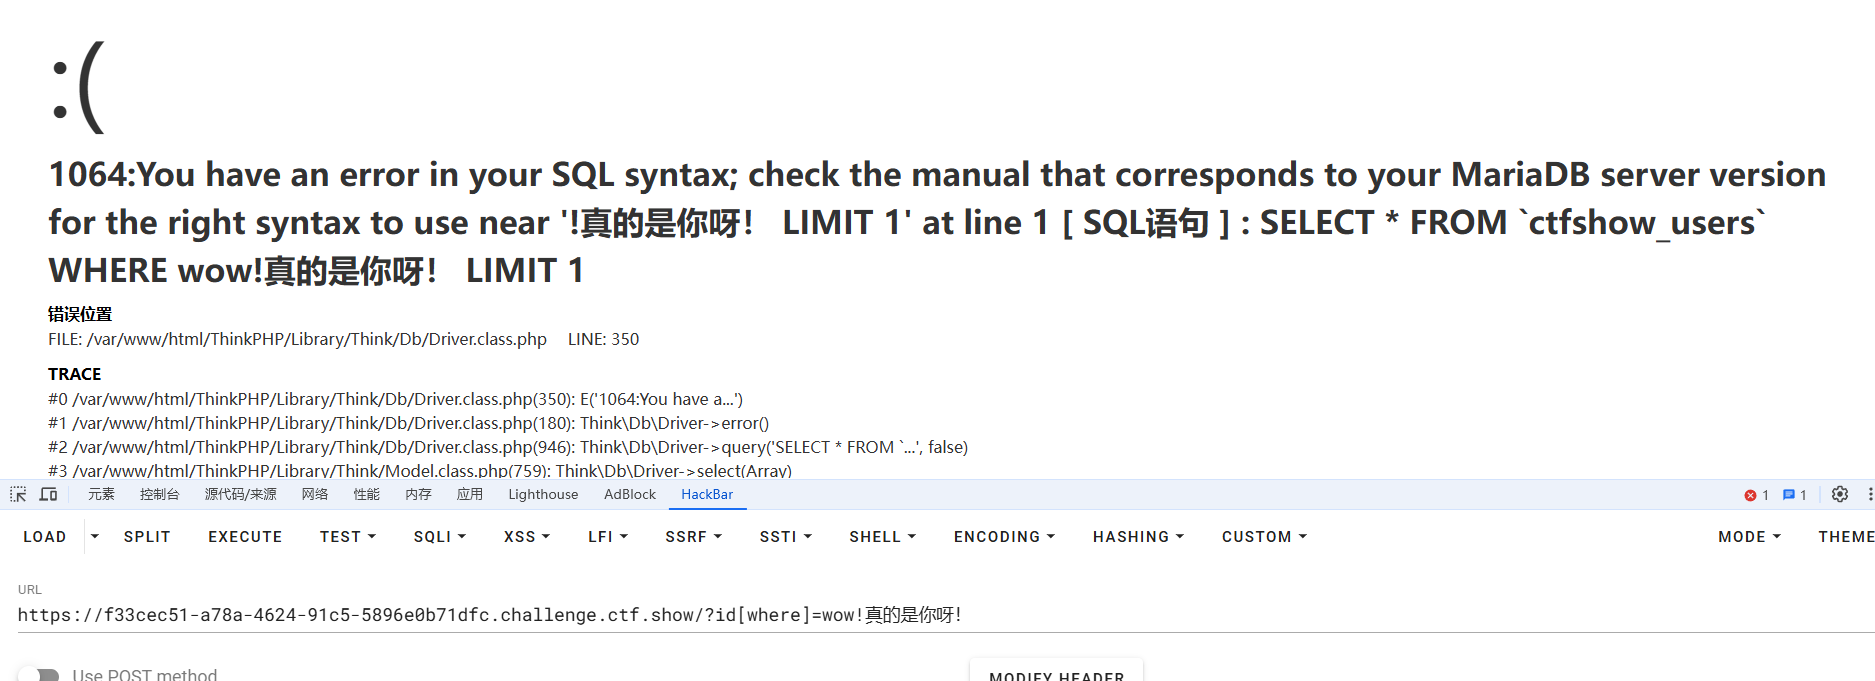 :(
1064:You have an error in your SQL syntax; check the manual that corresponds to your MariaDB server version
for the right syntax to use near '!真的是你呀！ LIMIT 1' at line 1 [ SQL语句 ] : SELECT * FROM `ctfshow_users`
WHERE wow!真的是你呀！ LIMIT 1
错误位置
FILE: /var/www/html/ThinkPHP/Library/Think/Db/Driver.class.php LINE: 350
TRACE
#0 /var/www/html/ThinkPHP/Library/Think/Db/Driver.class.php(350): E('1064:You have a...')
#1 /var/www/html/ThinkPHP/Library/Think/Db/Driver.class.php(180): Think\Db\Driver->error()
#2 /var/www/html/ThinkPHP/Library/Think/Db/Driver.class.php(946): Think\Db\Driver->query('SELECT * FROM `...', false)
#3 /var/www/html/ThinkPHP/Library/Think/Model.class.php(759): Think\Db\Driver->select(Array)
元素 控制台 源代码/来源 网络 性能 内存 应用 Lighthouse AdBlock HackBar 1 1
LOAD SPLIT EXECUTE TEST SQLI XSS LFI SSRF SSTI SHELL ENCODING HASHING CUSTOM MODE THEME
URL
https://f33cec51-a78a-4624-91c5-5896e0b71dfc.challenge.ctf.show/?id[where]=wow!真的是你呀！
Use POST method MODIFY HEADER